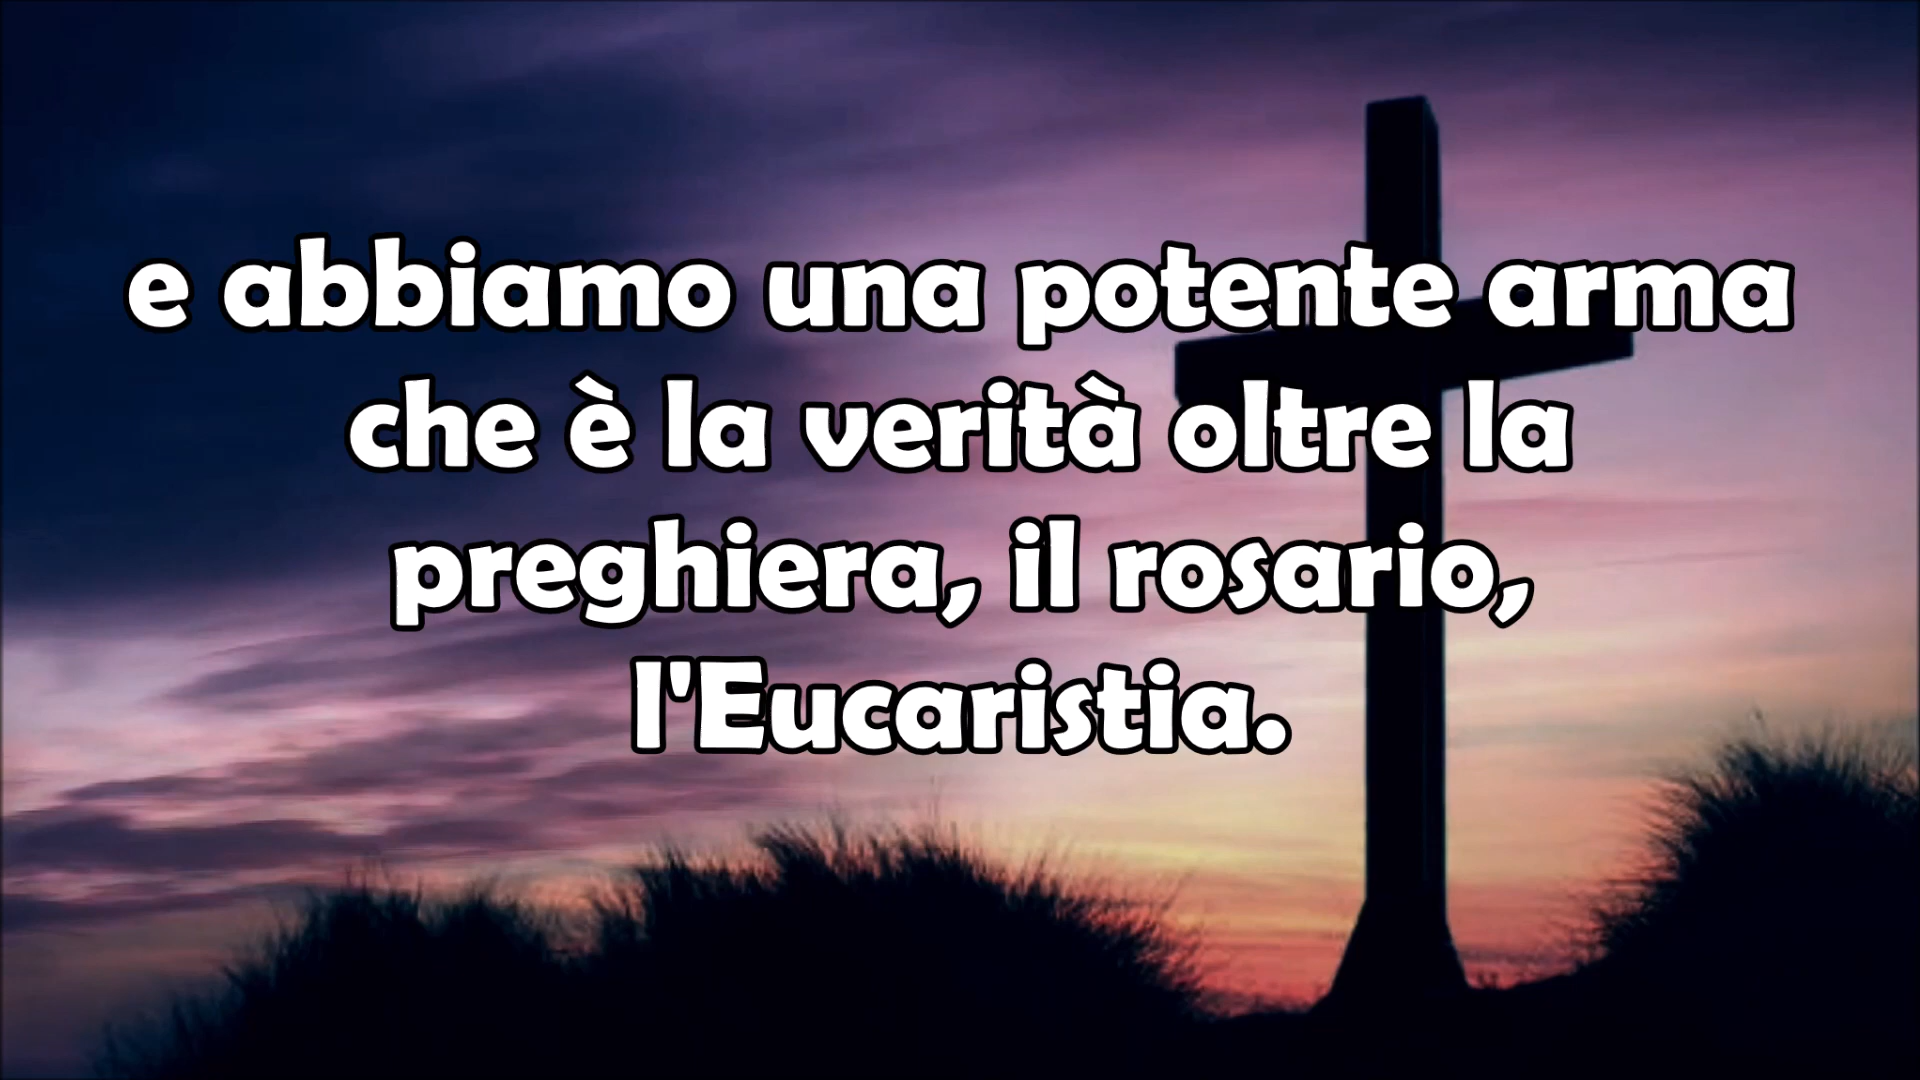 e abbiamo una potente arma
che è la verità oltre la
preghiera, il rosario,
l'Eucaristia.